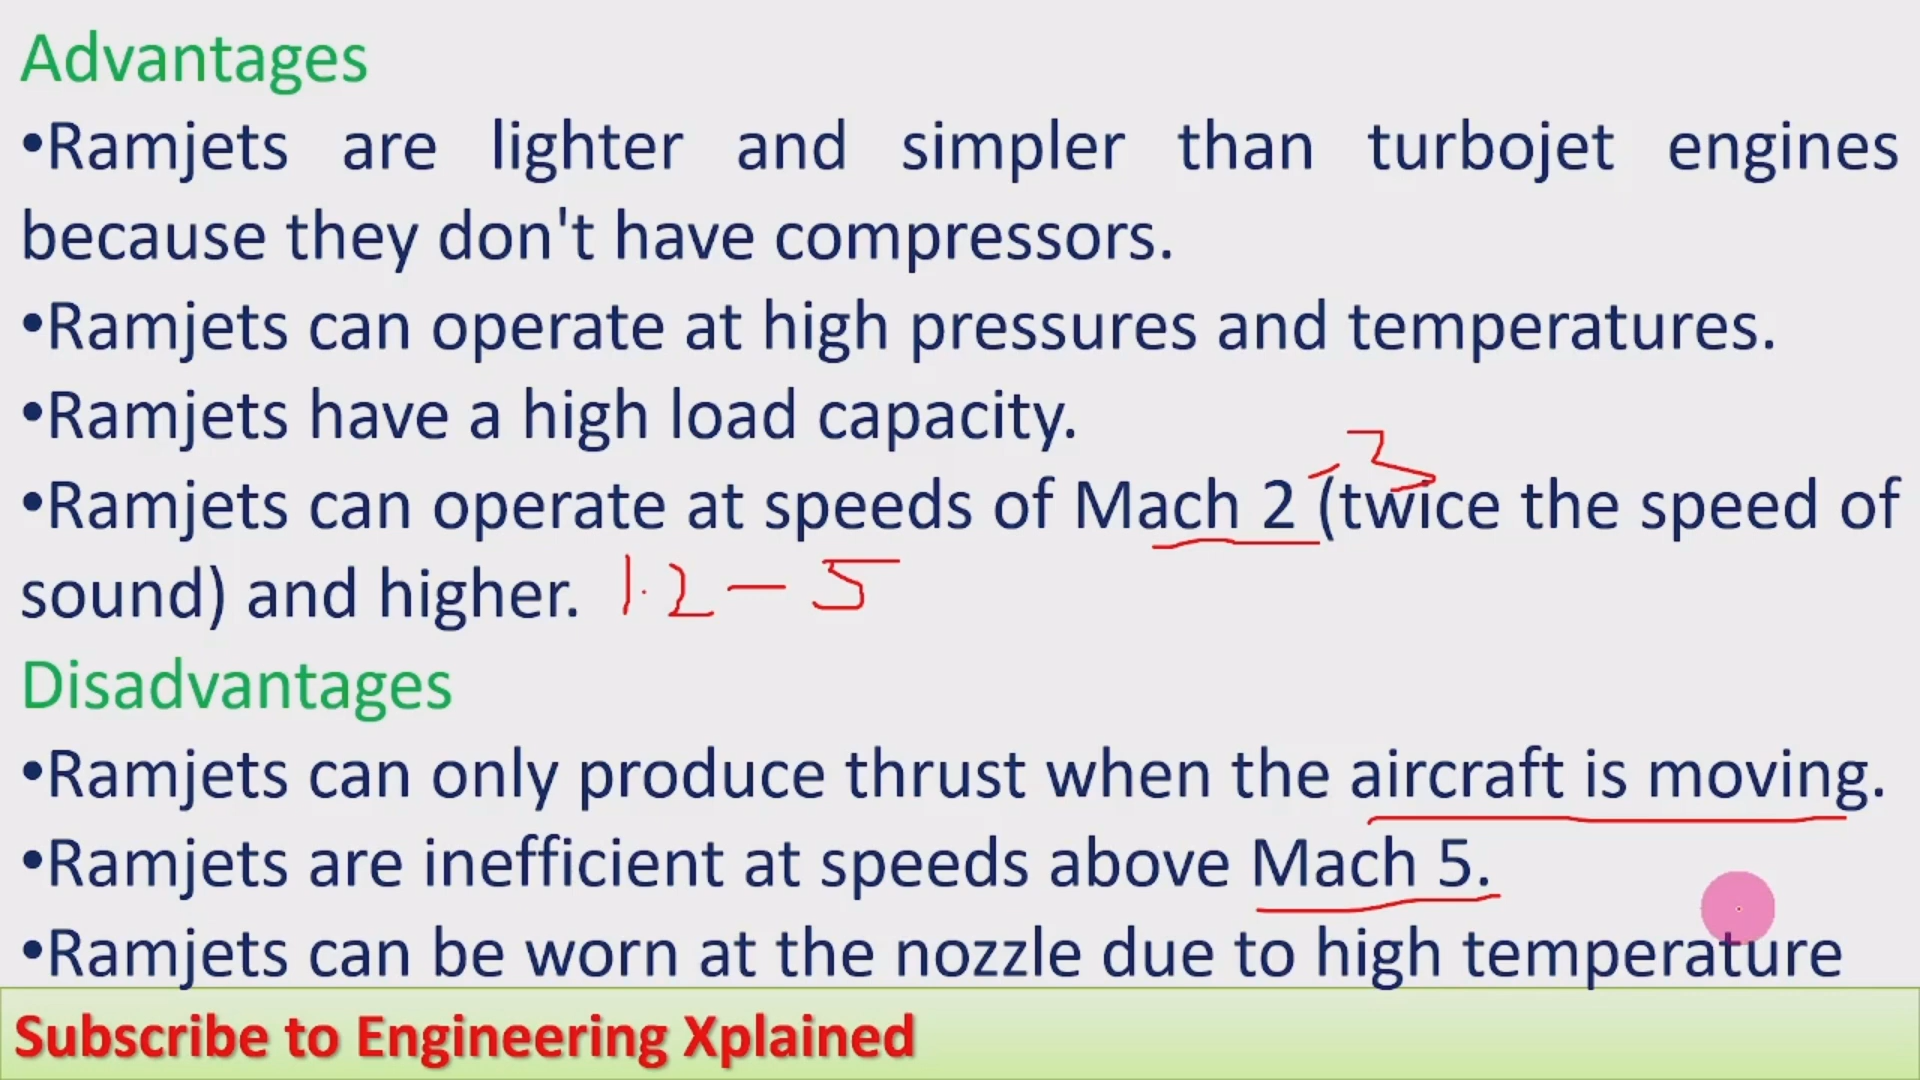 Advantages
•Ramjets are lighter and simpler than turbojet engines
because they don't have compressors.
•Ramjets can operate at high pressures and temperatures.
•Ramjets have a high load capacity.
-3
•Ramjets can operate at speeds of Mach 2 (twice the speed of
sound) and higher. 1.2 - 5
Disadvantages
•Ramjets can only produce thrust when the aircraft is moving.
•Ramjets are inefficient at speeds above Mach 5.
•Ramjets can be worn at the nozzle due to high temperature
Subscribe to Engineering Xplained